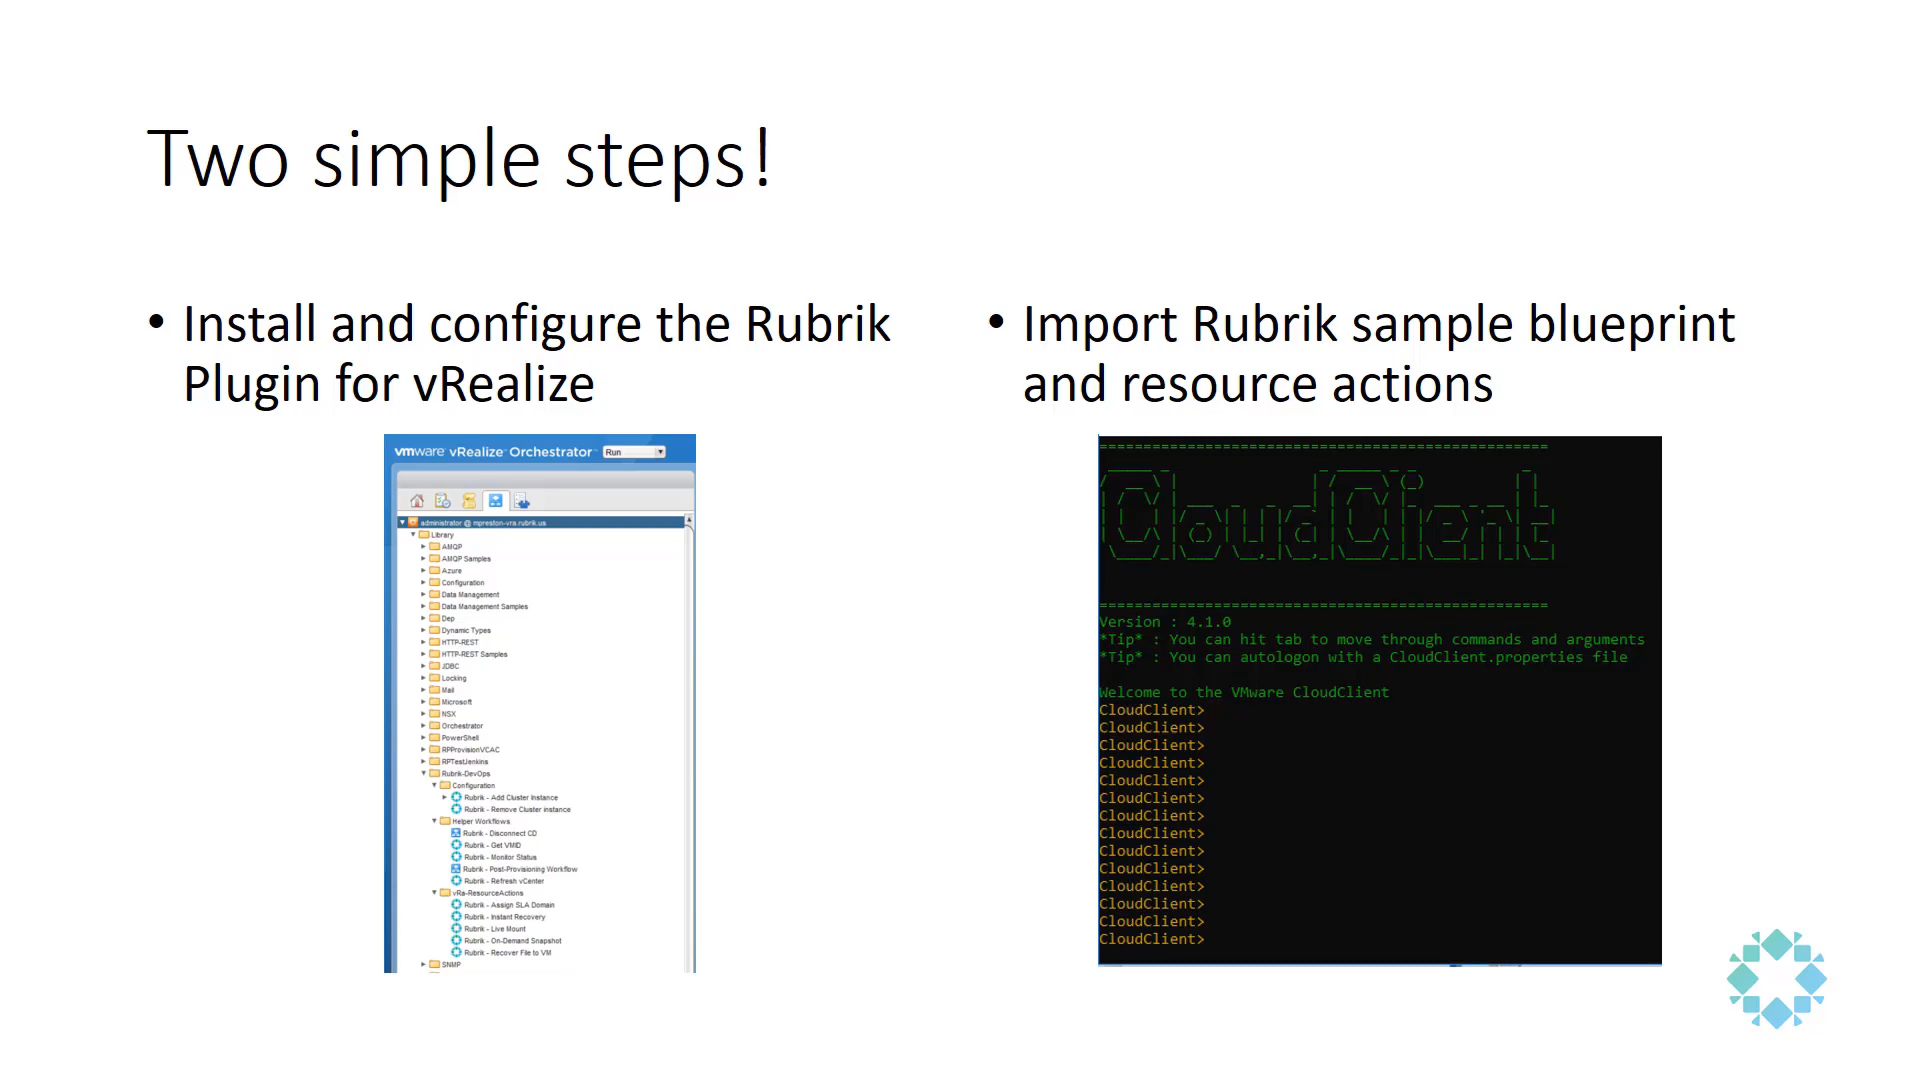 Two simple steps!
• Install and configure the Rubrik
Plugin for vRealize
• Import Rubrik sample blueprint
and resource actions
vmware vRealize™ Orchestrator™ Run
administrator @ mpreston-vra.rubrik.us
Library
AMQP
AMQP Samples
Azure
Configuration
Data Management
Data Management Samples
Dep
Dynamic Types
HTTP-REST
HTTP-REST Samples
JDBC
Locking
Mail
Microsoft
NSX
Orchestrator
PowerShell
RPProvisionVCAC
RPTestJenkins
Rubrik-DevOps
Configuration
Rubrik - Add Cluster Instance
Rubrik - Remove Cluster instance
Helper Workflows
Rubrik - Disconnect CD
Rubrik - Get VMID
Rubrik - Monitor Status
Rubrik - Post-Provisioning Workflow
Rubrik - Refresh vCenter
vRa-ResourceActions
Rubrik - Assign SLA Domain
Rubrik - Instant Recovery
Rubrik - Live Mount
Rubrik - On-Demand Snapshot
Rubrik - Recover File to VM
SNMP
CloudClient
Version : 4.1.0
*Tip* : You can hit tab to move through commands and arguments
*Tip* : You can autologon with a CloudClient.properties file
Welcome to the VMware CloudClient
CloudClient>
CloudClient>
CloudClient>
CloudClient>
CloudClient>
CloudClient>
CloudClient>
CloudClient>
CloudClient>
CloudClient>
CloudClient>
CloudClient>
CloudClient>
CloudClient>